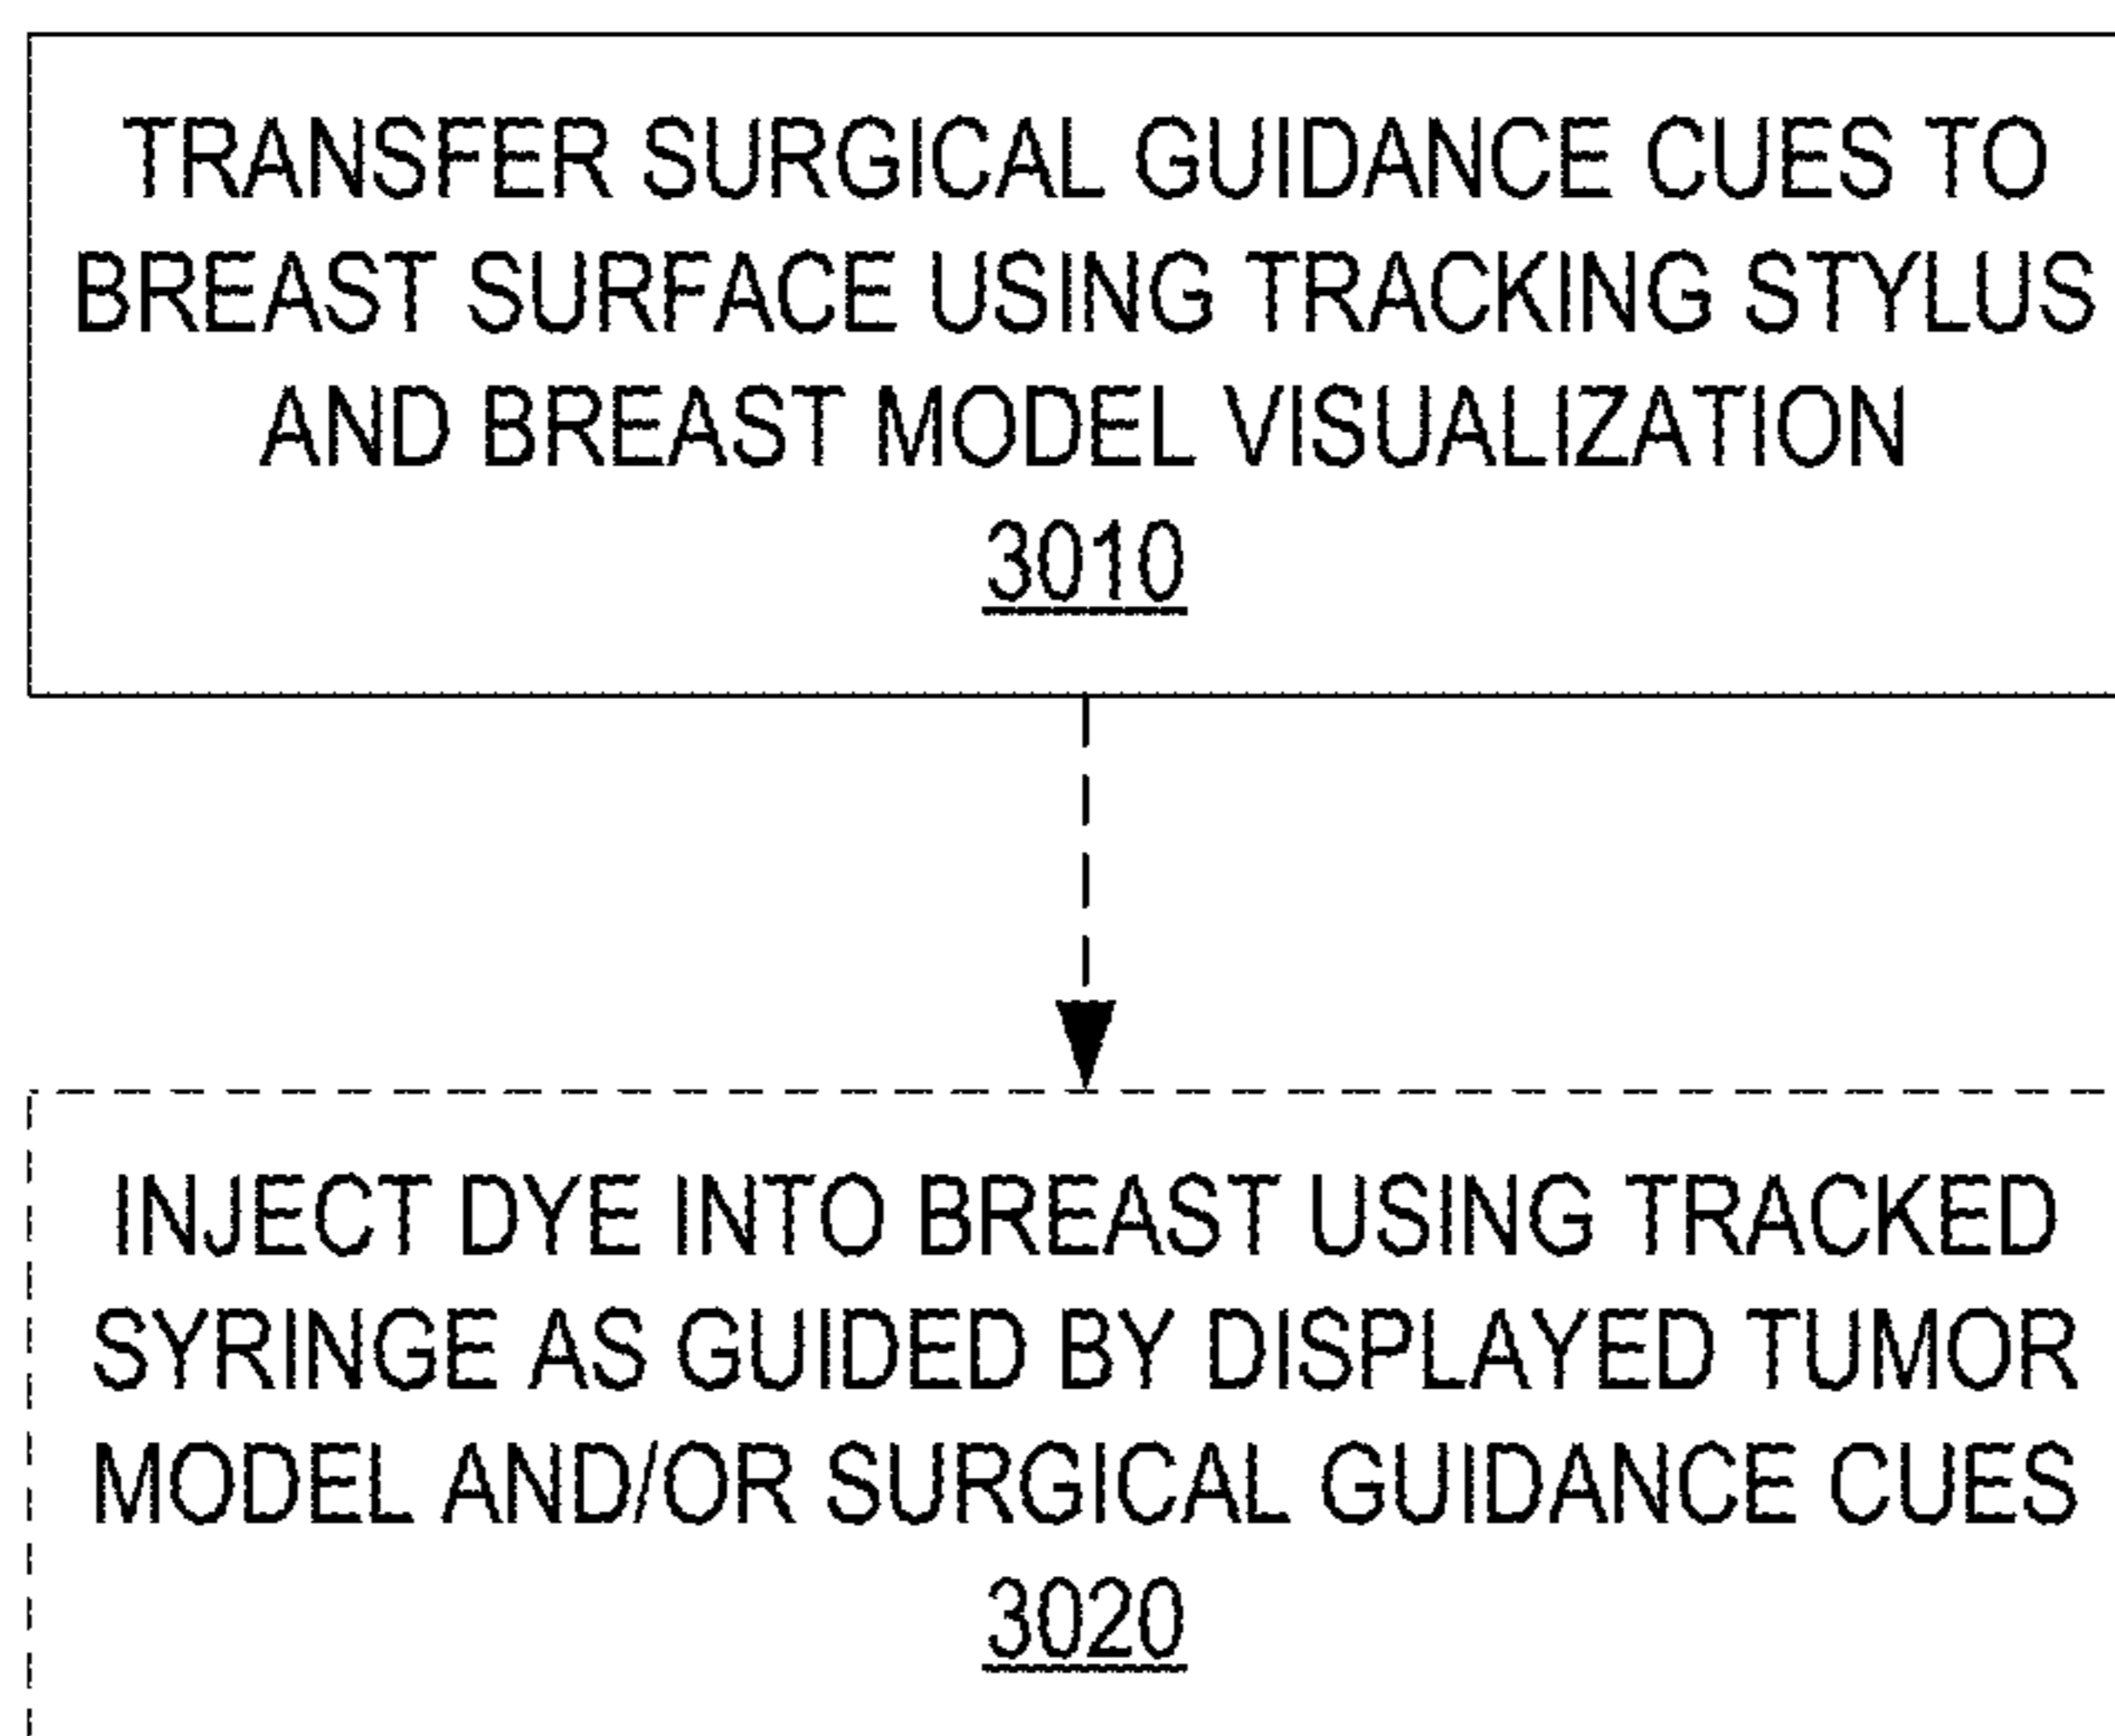 TRANSFER SURGICAL GUIDANCE CUES TO
BREAST SURFACE USING TRACKING STYLUS
AND BREAST MODEL VISUALIZATION
3010
INJECT DYE INTO BREAST USING TRACKED
SYRINGE AS GUIDED BY DISPLAYED TUMOR
MODEL AND/OR SURGICAL GUIDANCE CUES
3020